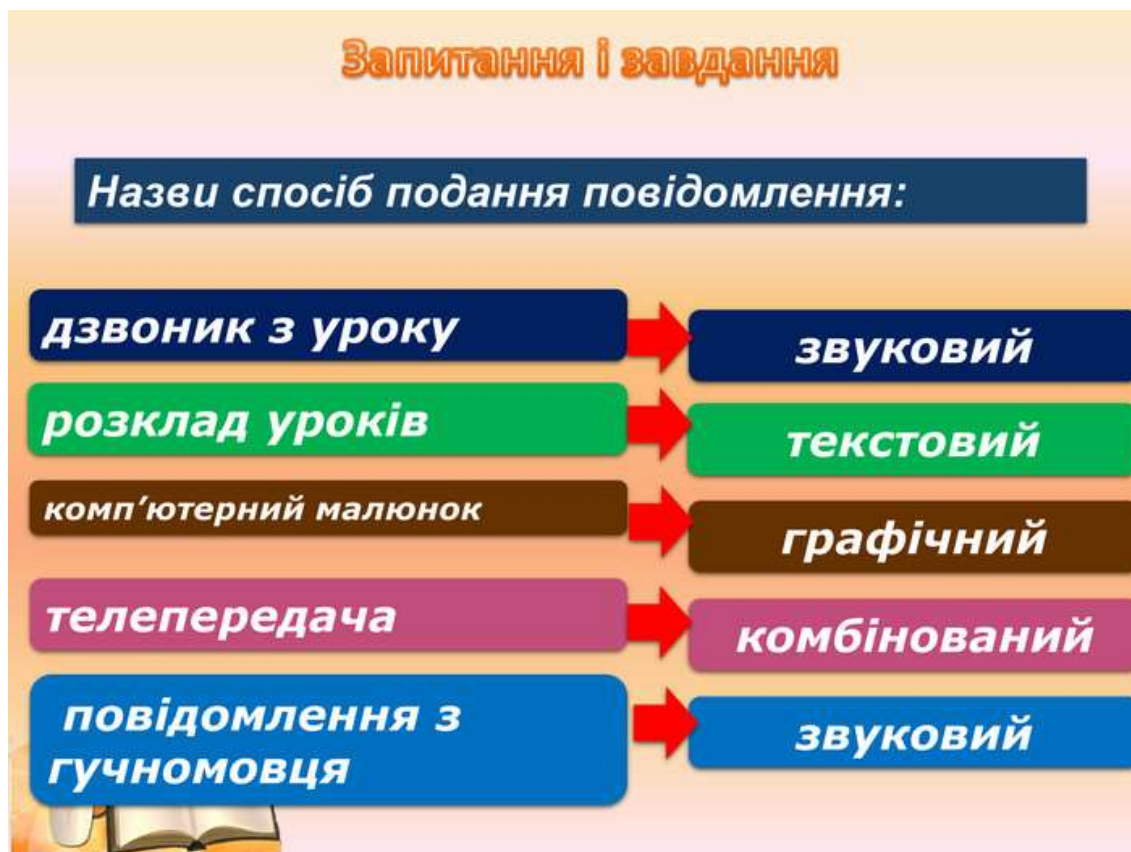 Запитання і завдання
Назви спосіб подання повідомлення:
дзвоник з уроку
звуковий
розклад уроків
текстовий
комп’ютерний малюнок
графічний
телепередача
комбінований
повідомлення з
гучномовця
звуковий